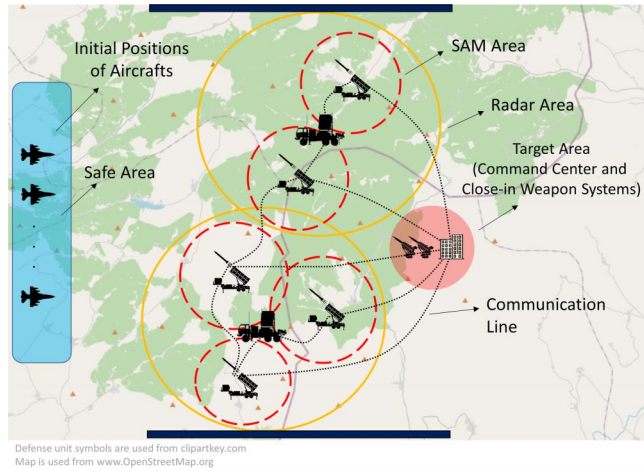 Initial Positions
of Aircrafts
Safe Area
SAM Area
Radar Area
Target Area
(Command Center and
Close-in Weapon Systems)
Communication
Line
Defense unit symbols are used from clipartkey.com
Map is used from www.OpenStreetMap.org